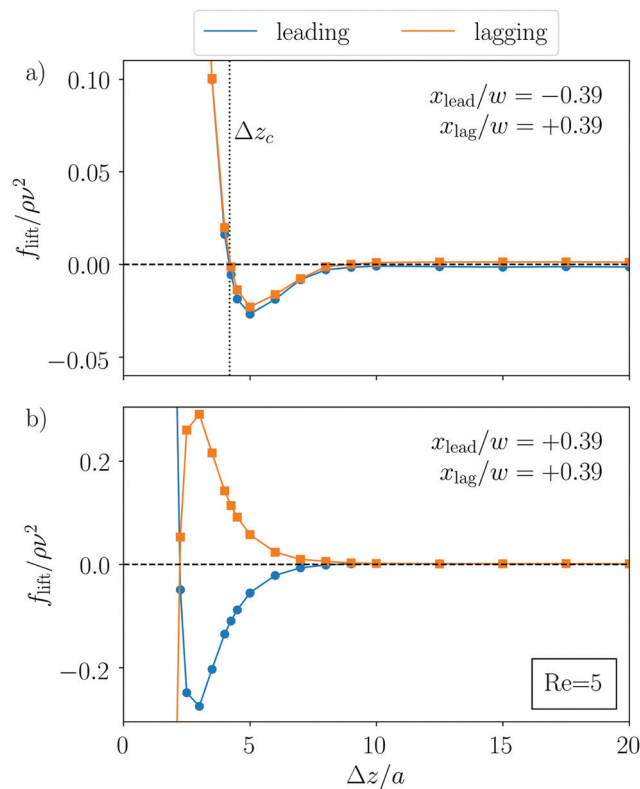 leading lagging
a)
0.10
x_lead/w = −0.39
x_lag/w = +0.39
Δz_c
0.05
f_lift/ρν²
0.00
−0.05
b)
x_lead/w = +0.39
x_lag/w = +0.39
0.2
f_lift/ρν²
0.0
−0.2
Re=5
0 5 10 15 20
Δz/a